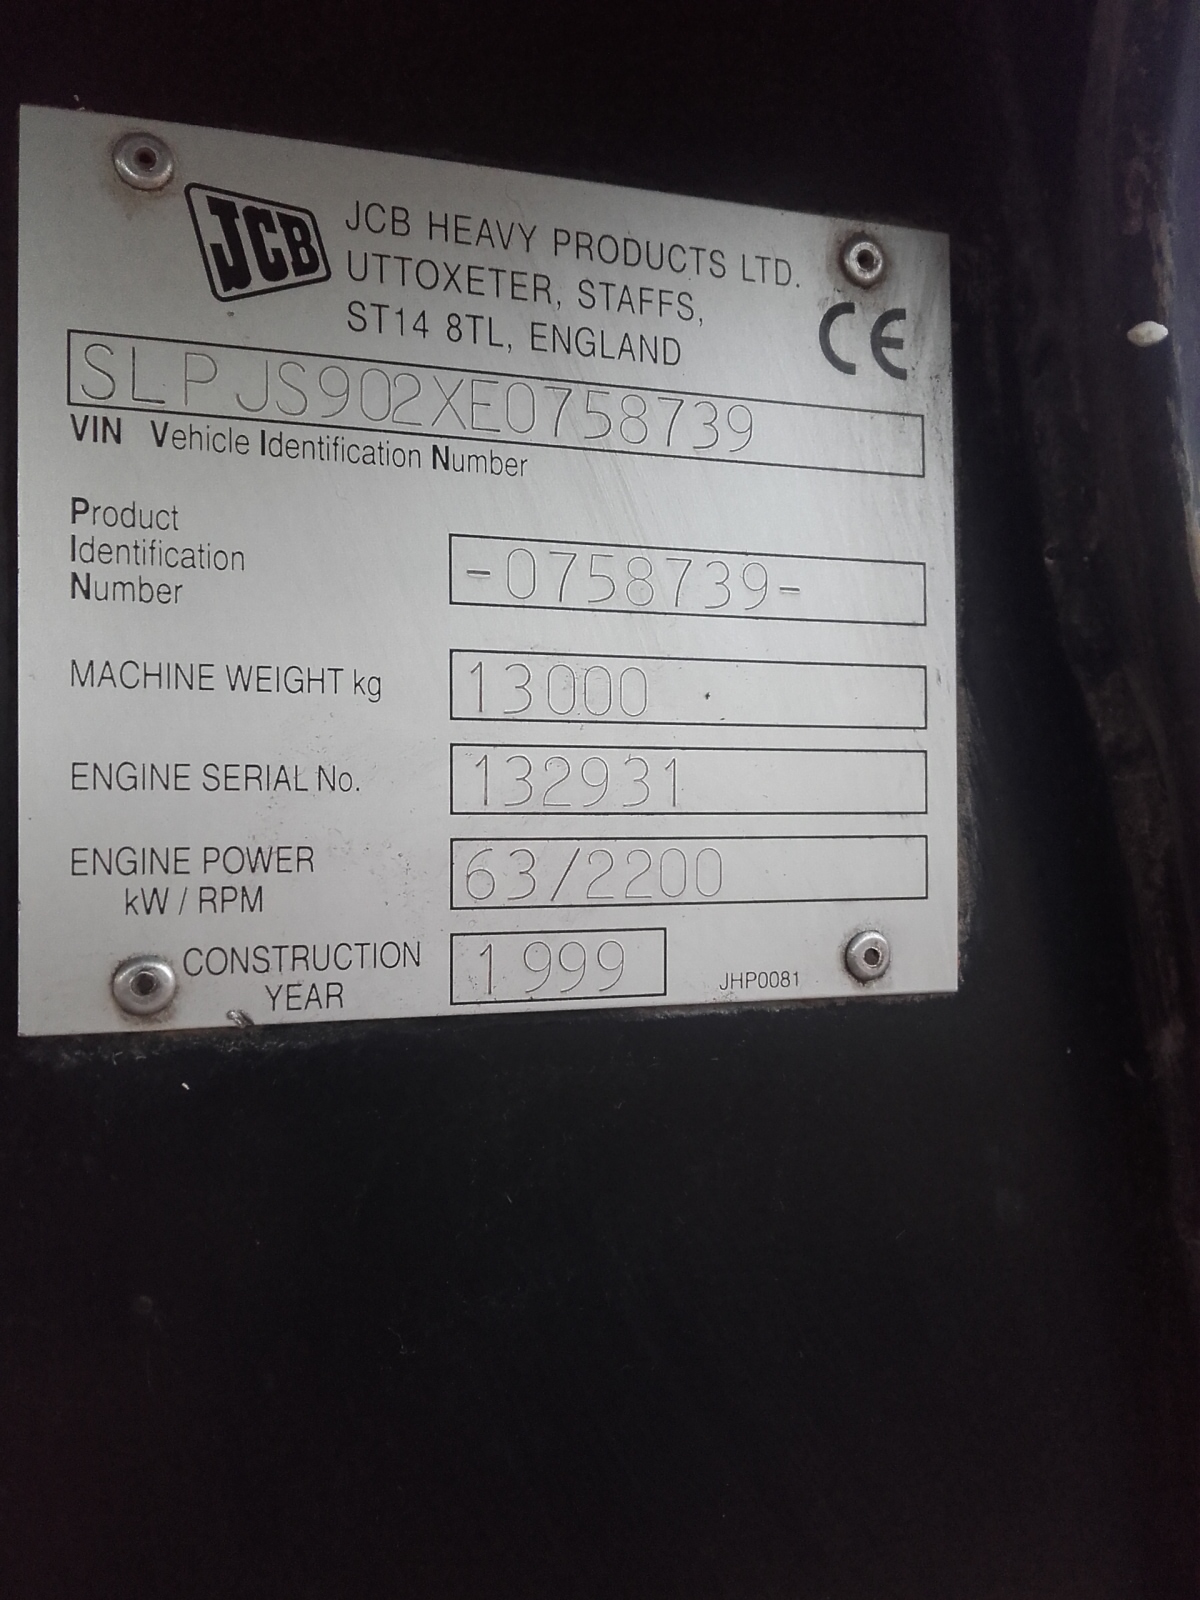 JCB JCB HEAVY PRODUCTS LTD.
UTTOXETER, STAFFS,
ST14 8TL, ENGLAND
CE
SLPJS902XE0758739
VIN Vehicle Identification Number
Product
Identification
Number
-0758739-
MACHINE WEIGHT kg 13000
ENGINE SERIAL No. 132931
ENGINE POWER
kW / RPM
63/2200
CONSTRUCTION
YEAR
1999
JHP0081